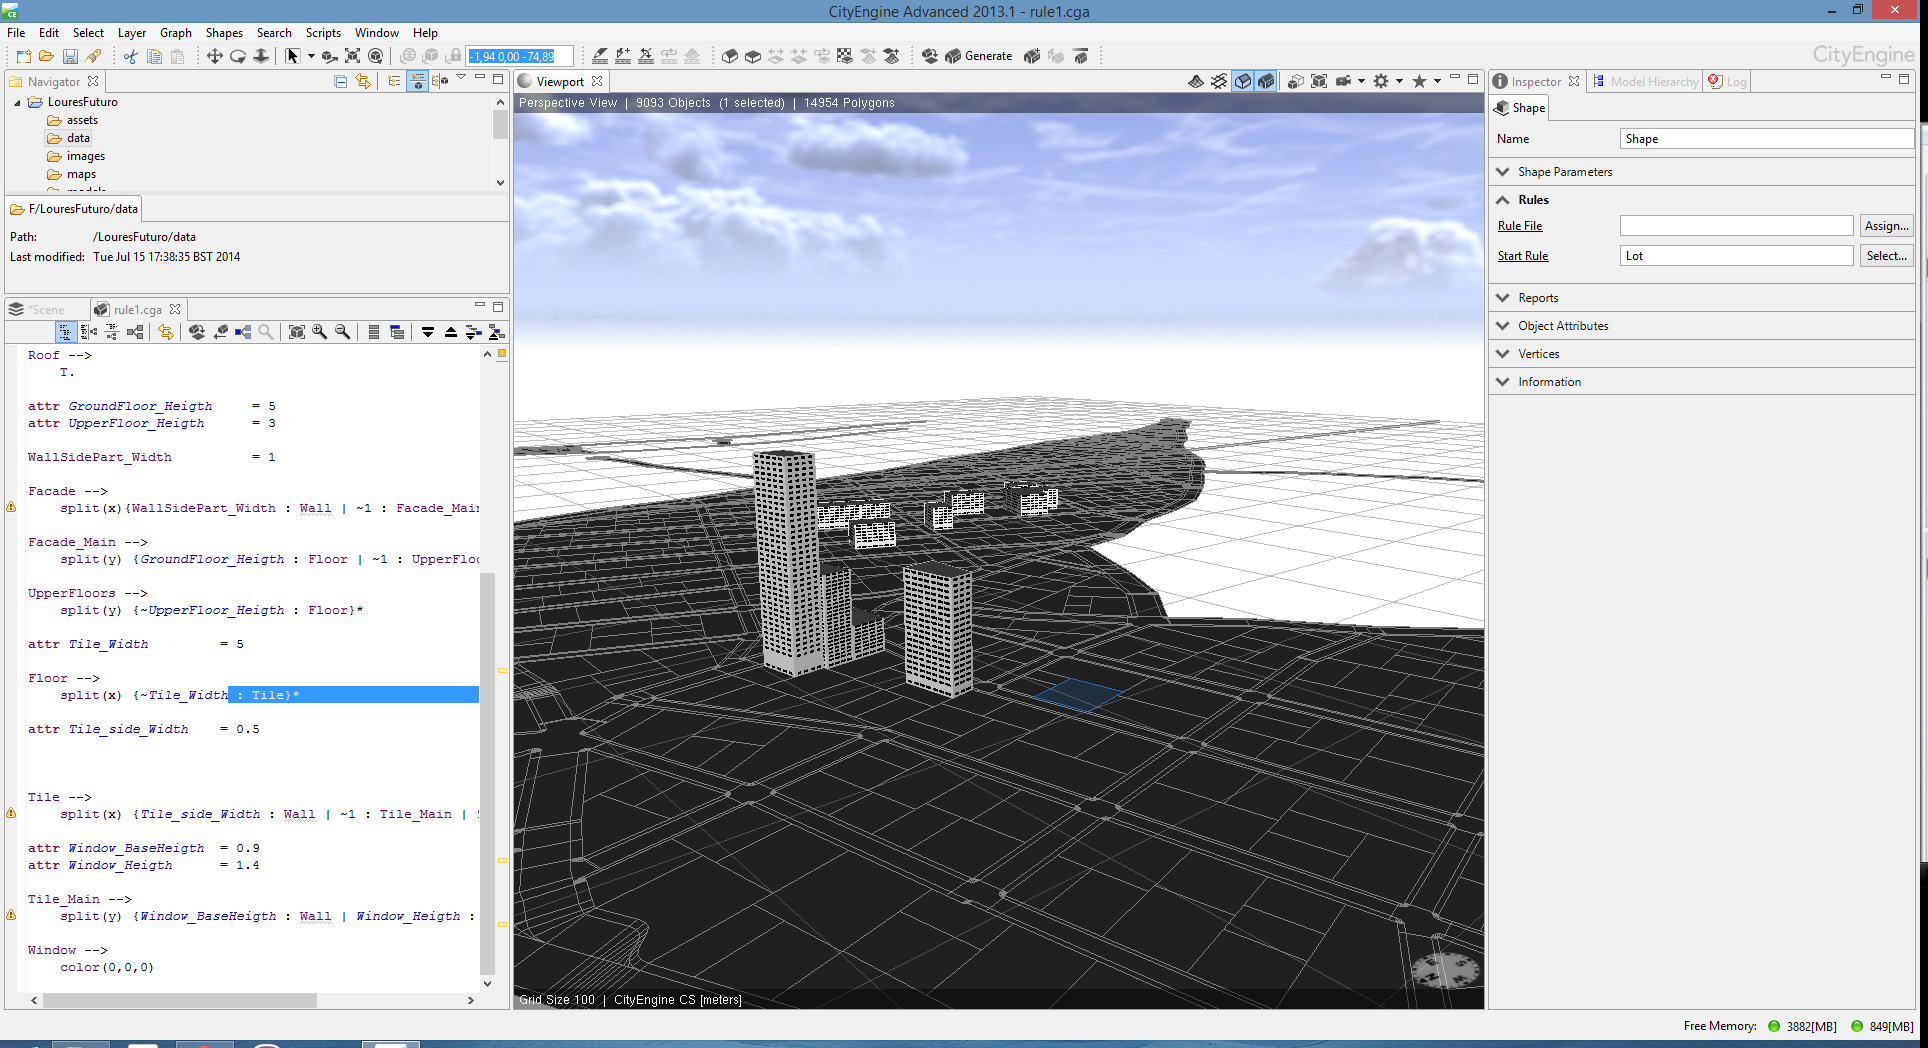 CityEngine Advanced 2013.1 - rule1.cga
File Edit Select Layer Graph Shapes Search Scripts Window Help
-1,94 0,00 -74,89
Generate
CityEngine
Navigator
LouresFuturo
assets
data
images
maps
models
F/LouresFuturo/data
Path: /LouresFuturo/data
Last modified: Tue Jul 15 17:38:35 BST 2014
*Scene
rule1.cga
Roof -->
T.
attr GroundFloor_Heigth = 5
attr UpperFloor_Heigth = 3
WallSidePart_Width = 1
Facade -->
split(x){WallSidePart_Width : Wall | ~1 : Facade_Main
Facade_Main -->
split(y) {GroundFloor_Heigth : Floor | ~1 : UpperFloo
UpperFloors -->
split(y) {~UpperFloor_Heigth : Floor}*
attr Tile_Width = 5
Floor -->
split(x) {~Tile_Width : Tile}*
attr Tile_side_Width = 0.5
Tile -->
split(x) {Tile_side_Width : Wall | ~1 : Tile_Main |
attr Window_BaseHeigth = 0.9
attr Window_Heigth = 1.4
Tile_Main -->
split(y) {Window_BaseHeigth : Wall | Window_Heigth :
Window -->
color(0,0,0)
Viewport
Perspective View | 9093 Objects (1 selected) | 14954 Polygons
Grid Size 100 | CityEngine CS [meters]
Inspector
Model Hierarchy
Log
Shape
Name Shape
Shape Parameters
Rules
Rule File Assign...
Start Rule Lot Select...
Reports
Object Attributes
Vertices
Information
Free Memory: 3882[MB] 849[MB]